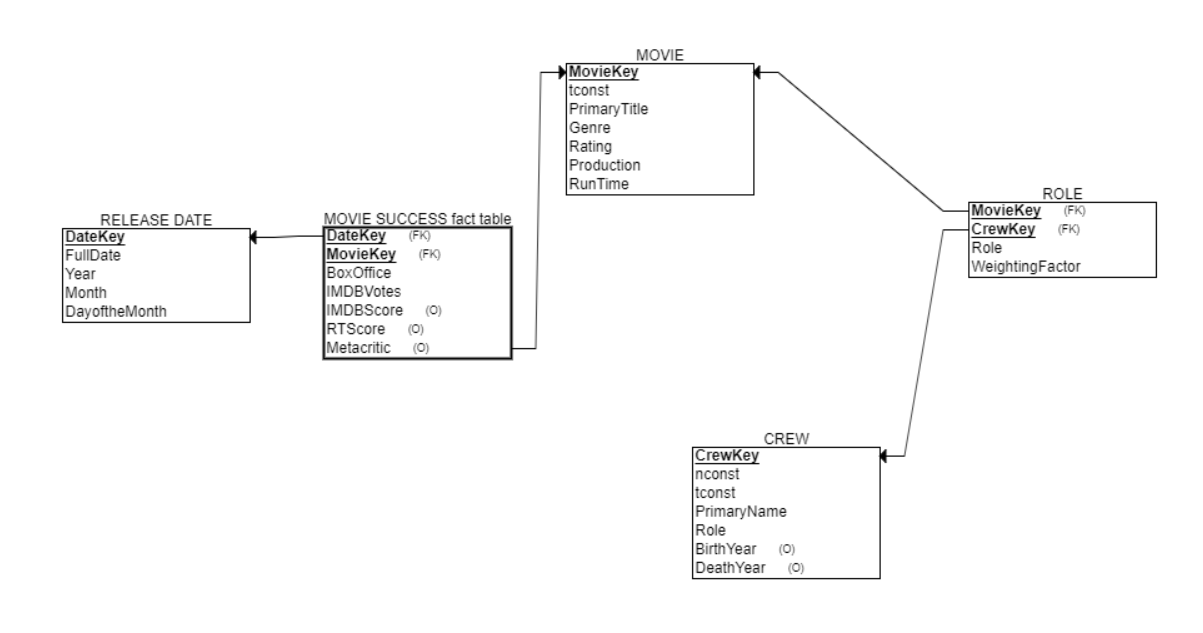 MOVIE
MovieKey
tconst
PrimaryTitle
Genre
Rating
Production
RunTime
RELEASE DATE
DateKey
FullDate
Year
Month
DayoftheMonth
MOVIE SUCCESS fact table
DateKey (FK)
MovieKey (FK)
BoxOffice
IMDBVotes
IMDBScore (O)
RTScore (O)
Metacritic (O)
ROLE
MovieKey (FK)
CrewKey (FK)
Role
WeightingFactor
CREW
CrewKey
nconst
tconst
PrimaryName
Role
BirthYear (O)
DeathYear (O)